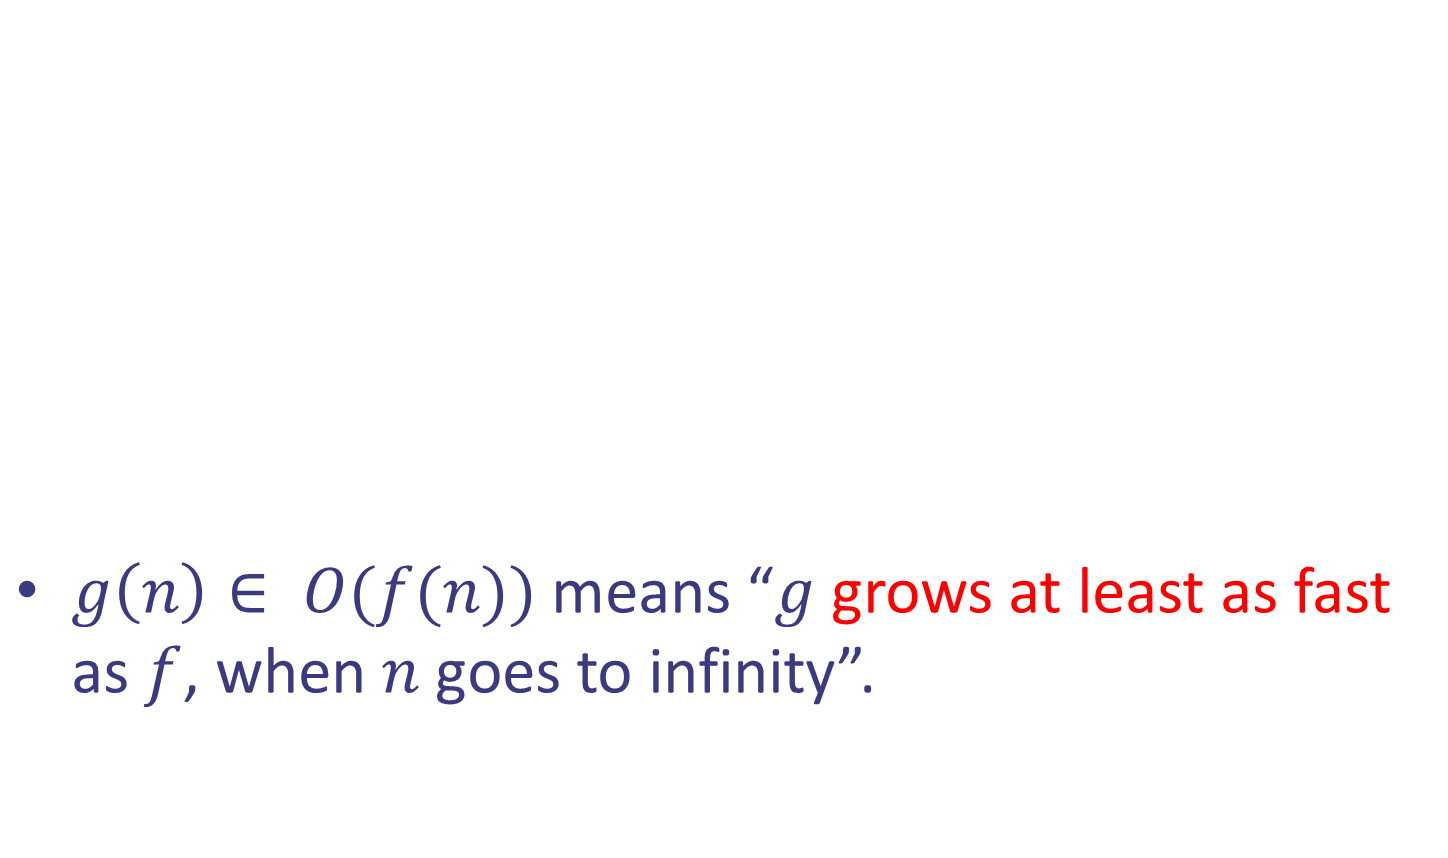 • 𝑔(𝑛) ∈ 𝑂(𝑓(𝑛)) means “𝑔 grows at least as fast
as 𝑓, when 𝑛 goes to infinity”.